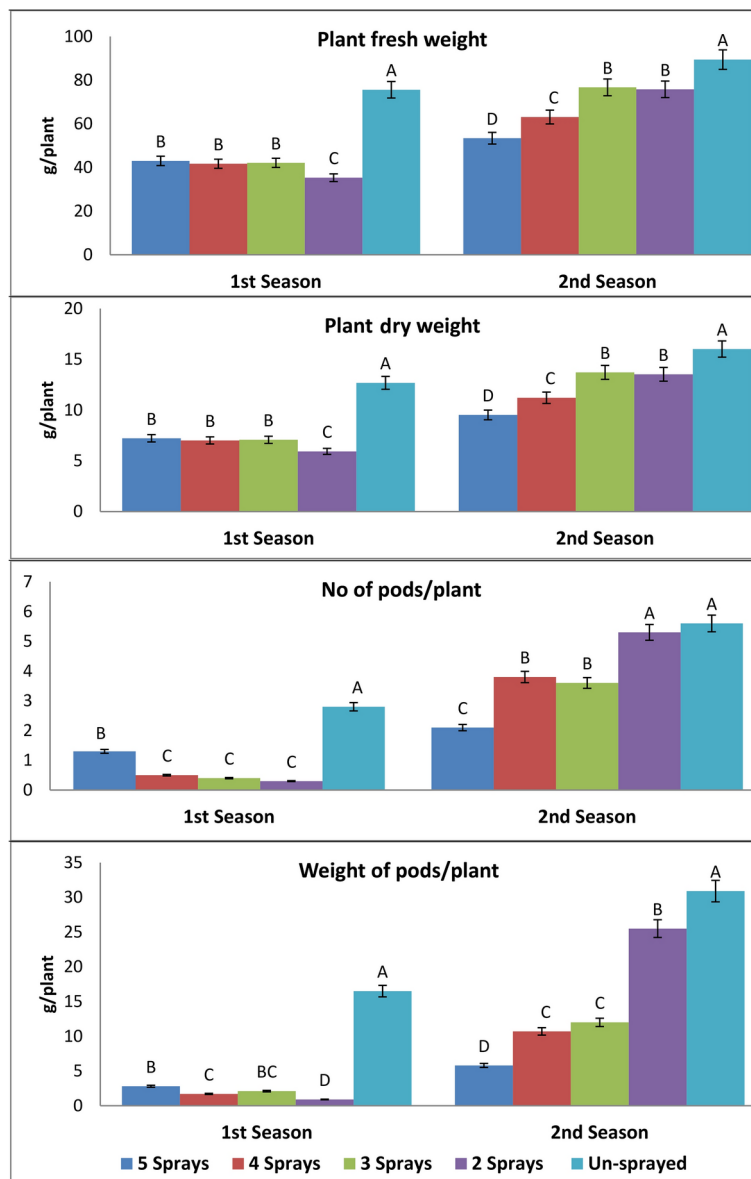 Plant fresh weight
g/plant
100
80
60
40
20
0
B
B
B
C
A
D
C
B
B
A
1st Season
2nd Season
Plant dry weight
g/plant
20
15
10
5
0
B
B
B
C
A
D
C
B
B
A
1st Season
2nd Season
No of pods/plant
7
6
5
4
3
2
1
0
B
C
C
C
A
C
B
B
A
A
1st Season
2nd Season
Weight of pods/plant
g/plant
35
30
25
20
15
10
5
0
B
C
BC
D
A
D
C
C
B
A
1st Season
2nd Season
5 Sprays 4 Sprays 3 Sprays 2 Sprays Un-sprayed